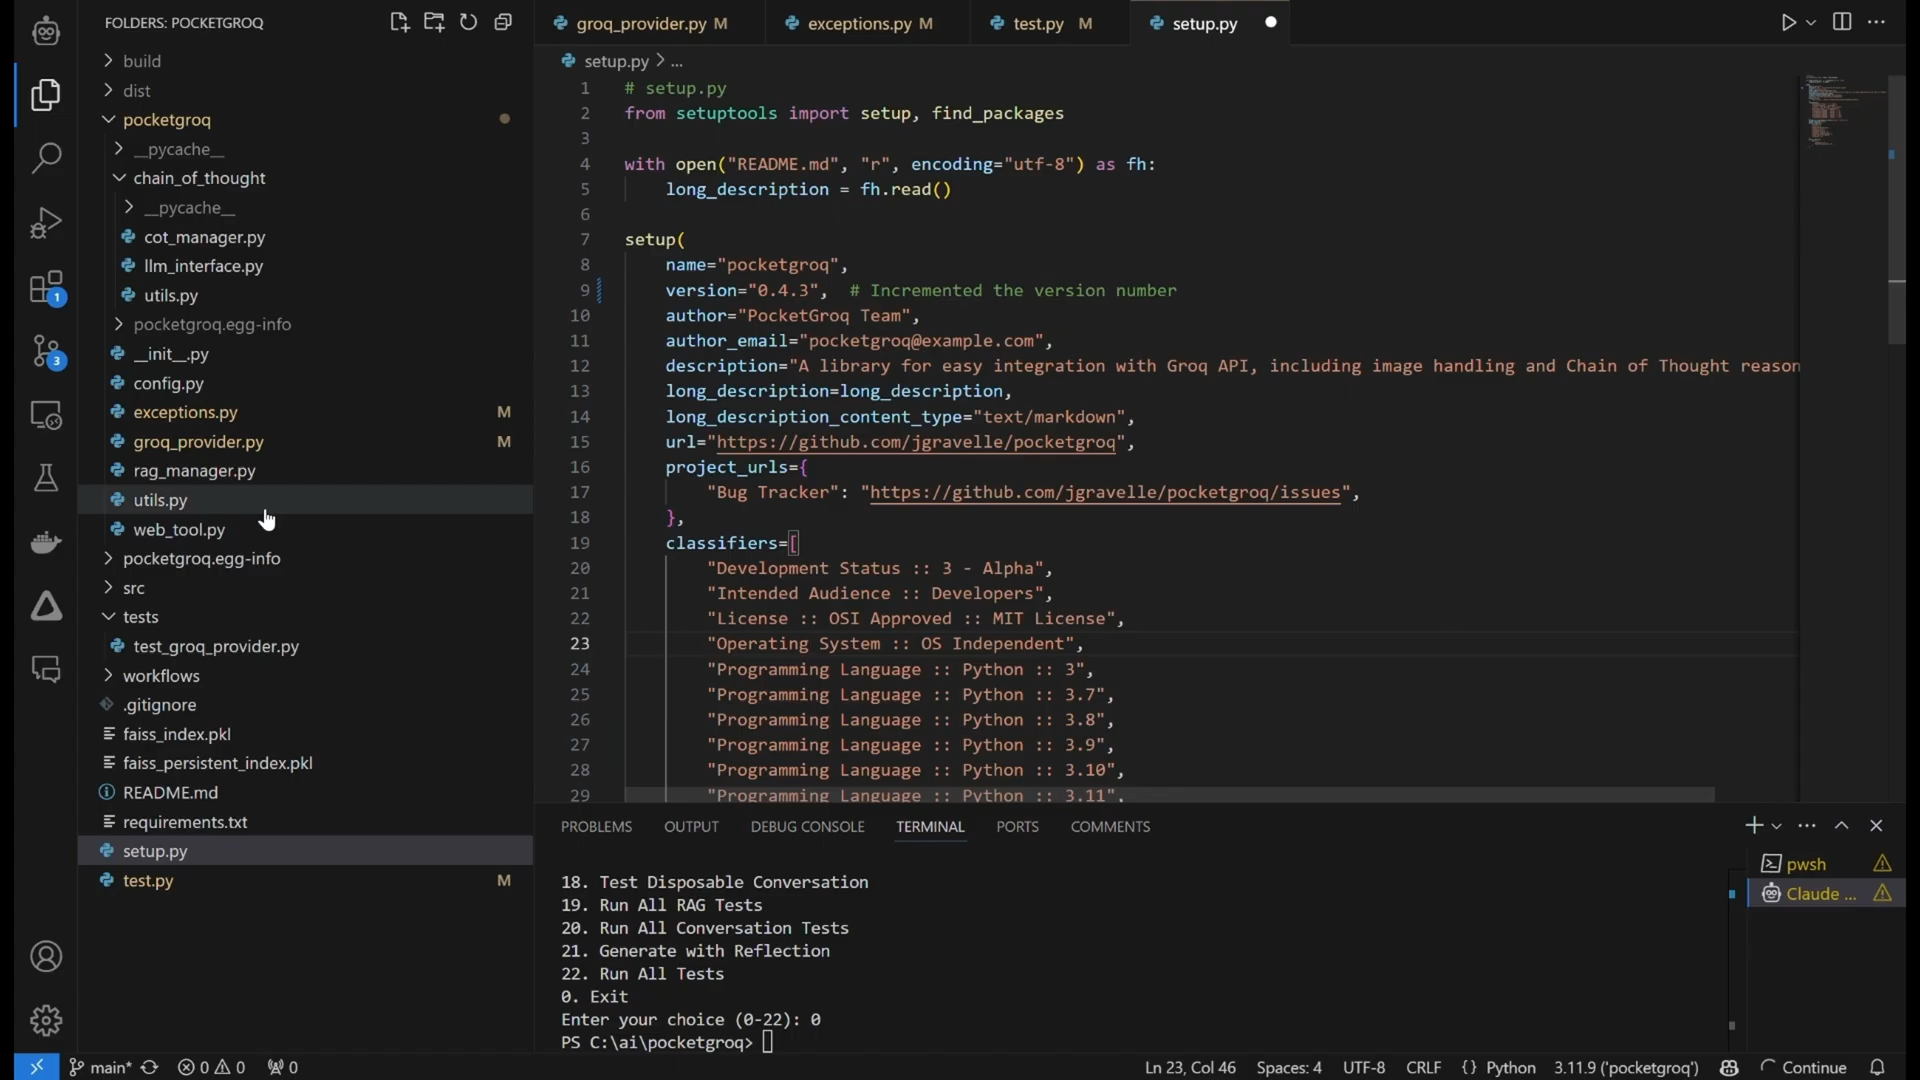 FOLDERS: POCKETGROQ
build
dist
pocketgroq
__pycache__
chain_of_thought
__pycache__
cot_manager.py
llm_interface.py
utils.py
pocketgroq.egg-info
__init__.py
config.py
exceptions.py M
groq_provider.py M
rag_manager.py
utils.py
web_tool.py
pocketgroq.egg-info
src
tests
test_groq_provider.py
workflows
.gitignore
faiss_index.pkl
faiss_persistent_index.pkl
README.md
requirements.txt
setup.py
test.py M
1
3
groq_provider.py M exceptions.py M test.py M setup.py
setup.py > ...
1 # setup.py
2 from setuptools import setup, find_packages
3
4 with open("README.md", "r", encoding="utf-8") as fh:
5 long_description = fh.read()
6
7 setup(
8 name="pocketgroq",
9 version="0.4.3", # Incremented the version number
10 author="PocketGroq Team",
11 author_email="pocketgroq@example.com",
12 description="A library for easy integration with Groq API, including image handling and Chain of Thought reason
13 long_description=long_description,
14 long_description_content_type="text/markdown",
15 url="https://github.com/jgravelle/pocketgroq",
16 project_urls={
17 "Bug Tracker": "https://github.com/jgravelle/pocketgroq/issues",
18 },
19 classifiers=[
20 "Development Status :: 3 - Alpha",
21 "Intended Audience :: Developers",
22 "License :: OSI Approved :: MIT License",
23 "Operating System :: OS Independent",
24 "Programming Language :: Python :: 3",
25 "Programming Language :: Python :: 3.7",
26 "Programming Language :: Python :: 3.8",
27 "Programming Language :: Python :: 3.9",
28 "Programming Language :: Python :: 3.10",
29 "Programming Language :: Python :: 3.11",
PROBLEMS OUTPUT DEBUG CONSOLE TERMINAL PORTS COMMENTS
18. Test Disposable Conversation
19. Run All RAG Tests
20. Run All Conversation Tests
21. Generate with Reflection
22. Run All Tests
0. Exit
Enter your choice (0-22): 0
PS C:\ai\pocketgroq>
pwsh
Claude ...
main* 0 0 0 Ln 23, Col 46 Spaces: 4 UTF-8 CRLF {} Python 3.11.9 ('pocketgroq') Continue